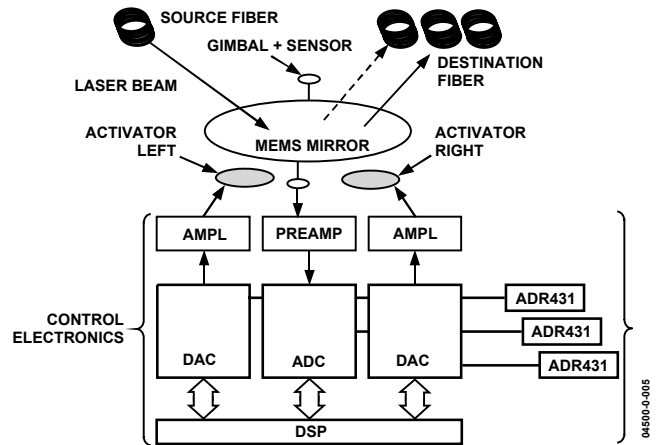 SOURCE FIBER
GIMBAL + SENSOR
DESTINATION
FIBER
LASER BEAM
ACTIVATOR
LEFT
MEMS MIRROR
ACTIVATOR
RIGHT
AMPL
PREAMP
AMPL
CONTROL
ELECTRONICS
DAC
ADC
DAC
ADR431
ADR431
ADR431
DSP
04500-0-005